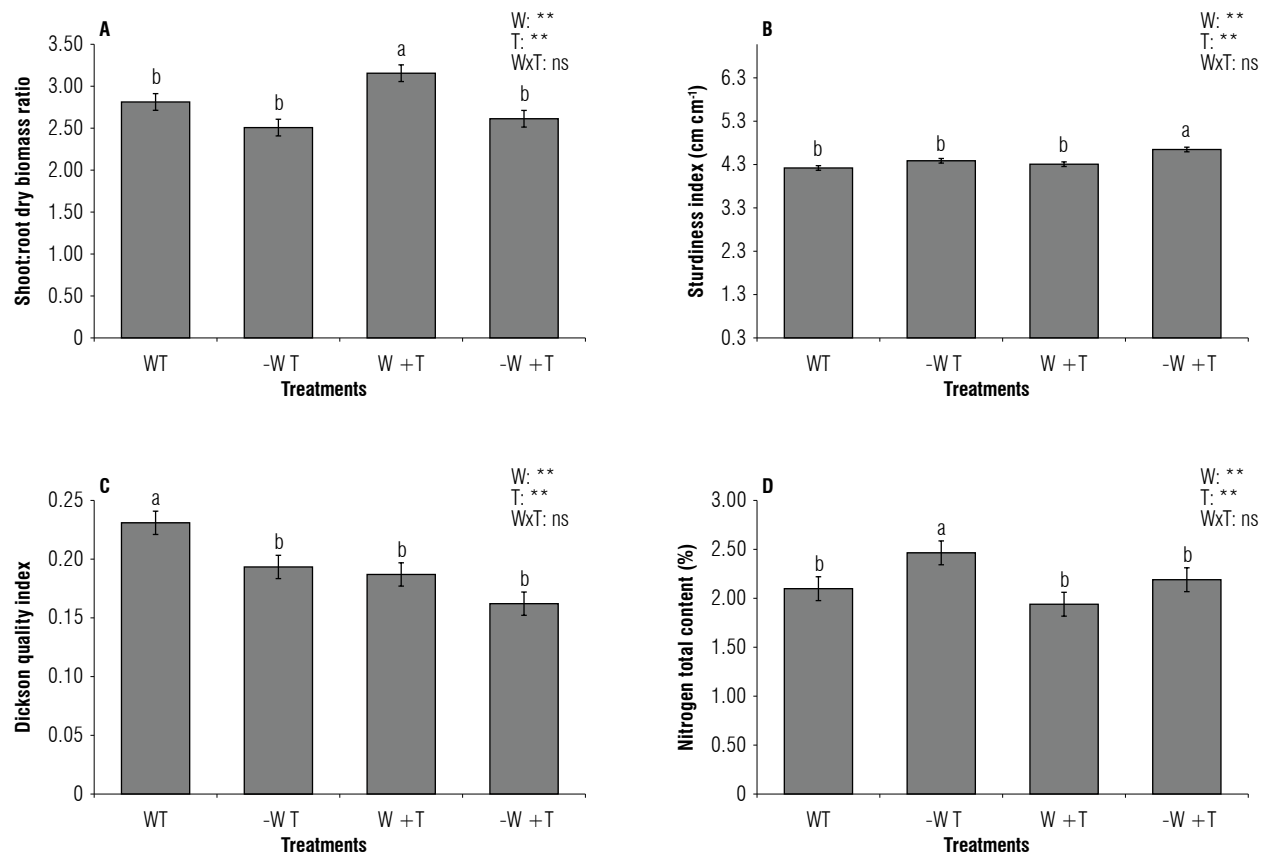 A
W: **
T: **
WxT: ns
Shoot:root dry biomass ratio
3.50
3.00
2.50
2.00
1.50
1.00
0.50
0
b
b
a
b
WT
-W T
W +T
-W +T
Treatments
B
W: **
T: **
WxT: ns
Sturdiness index (cm cm⁻¹)
6.3
5.3
4.3
3.3
2.3
1.3
0.3
b
b
b
a
WT
-W T
W +T
-W +T
Treatments
C
W: **
T: **
WxT: ns
Dickson quality index
0.25
0.20
0.15
0.10
0.05
0
a
b
b
b
WT
-W T
W +T
-W +T
Treatments
D
W: **
T: **
WxT: ns
Nitrogen total content (%)
3.00
2.50
2.00
1.50
1.00
0.50
0
b
a
b
b
WT
-W T
W +T
-W +T
Treatments